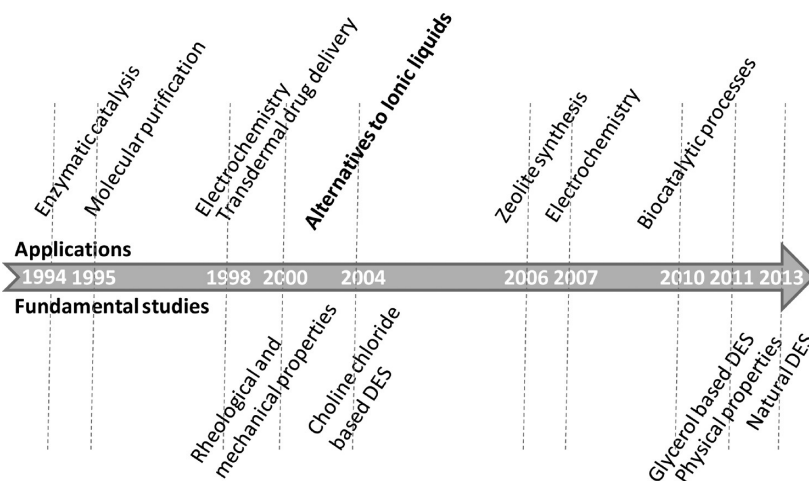 Enzymatic catalysis
Molecular purification
Electrochemistry
Transdermal drug delivery
Alternatives to Ionic liquids
Zeolite synthesis
Electrochemistry
Biocatalytic processes
Applications
1994 1995 1998 2000 2004 2006 2007 2010 2011 2013
Fundamental studies
Rheological and
mechanical properties
Choline chloride
based DES
Glycerol based DES
Physical properties
Natural DES